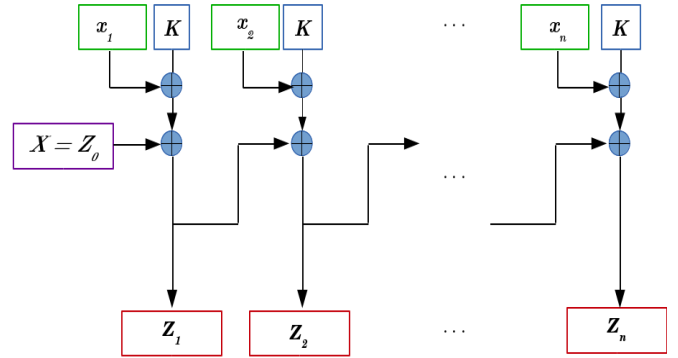 x₁ K x₂ K ... xₙ K
X = Z₀
...
Z₁ Z₂ ... Zₙ